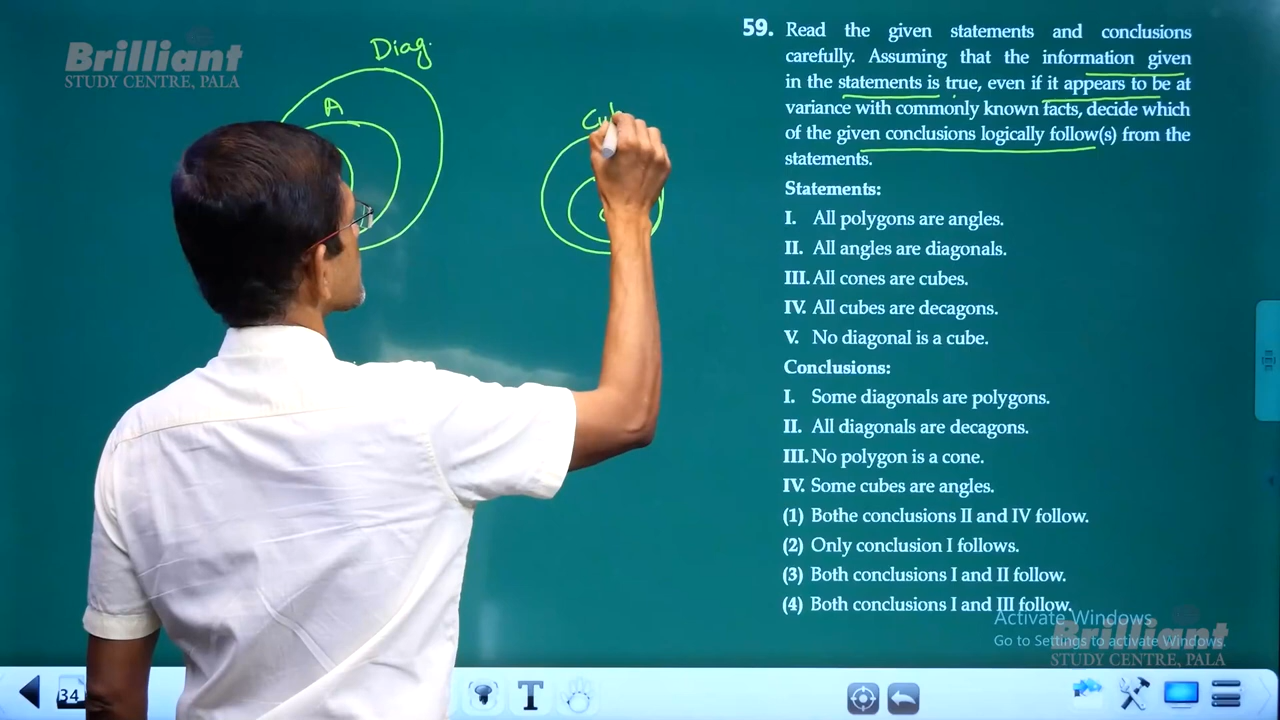 Brilliant
STUDY CENTRE, PALA
Diag.
A
59. Read the given statements and conclusions
carefully. Assuming that the information given
in the statements is true, even if it appears to be at
variance with commonly known facts, decide which
of the given conclusions logically follow(s) from the
statements.
Statements:
I. All polygons are angles.
II. All angles are diagonals.
III. All cones are cubes.
IV. All cubes are decagons.
V. No diagonal is a cube.
Conclusions:
I. Some diagonals are polygons.
II. All diagonals are decagons.
III. No polygon is a cone.
IV. Some cubes are angles.
(1) Bothe conclusions II and IV follow.
(2) Only conclusion I follows.
(3) Both conclusions I and II follow.
(4) Both conclusions I and III follow.
Activate Windows
Go to Settings to activate Windows.
Brilliant
STUDY CENTRE, PALA
34
T